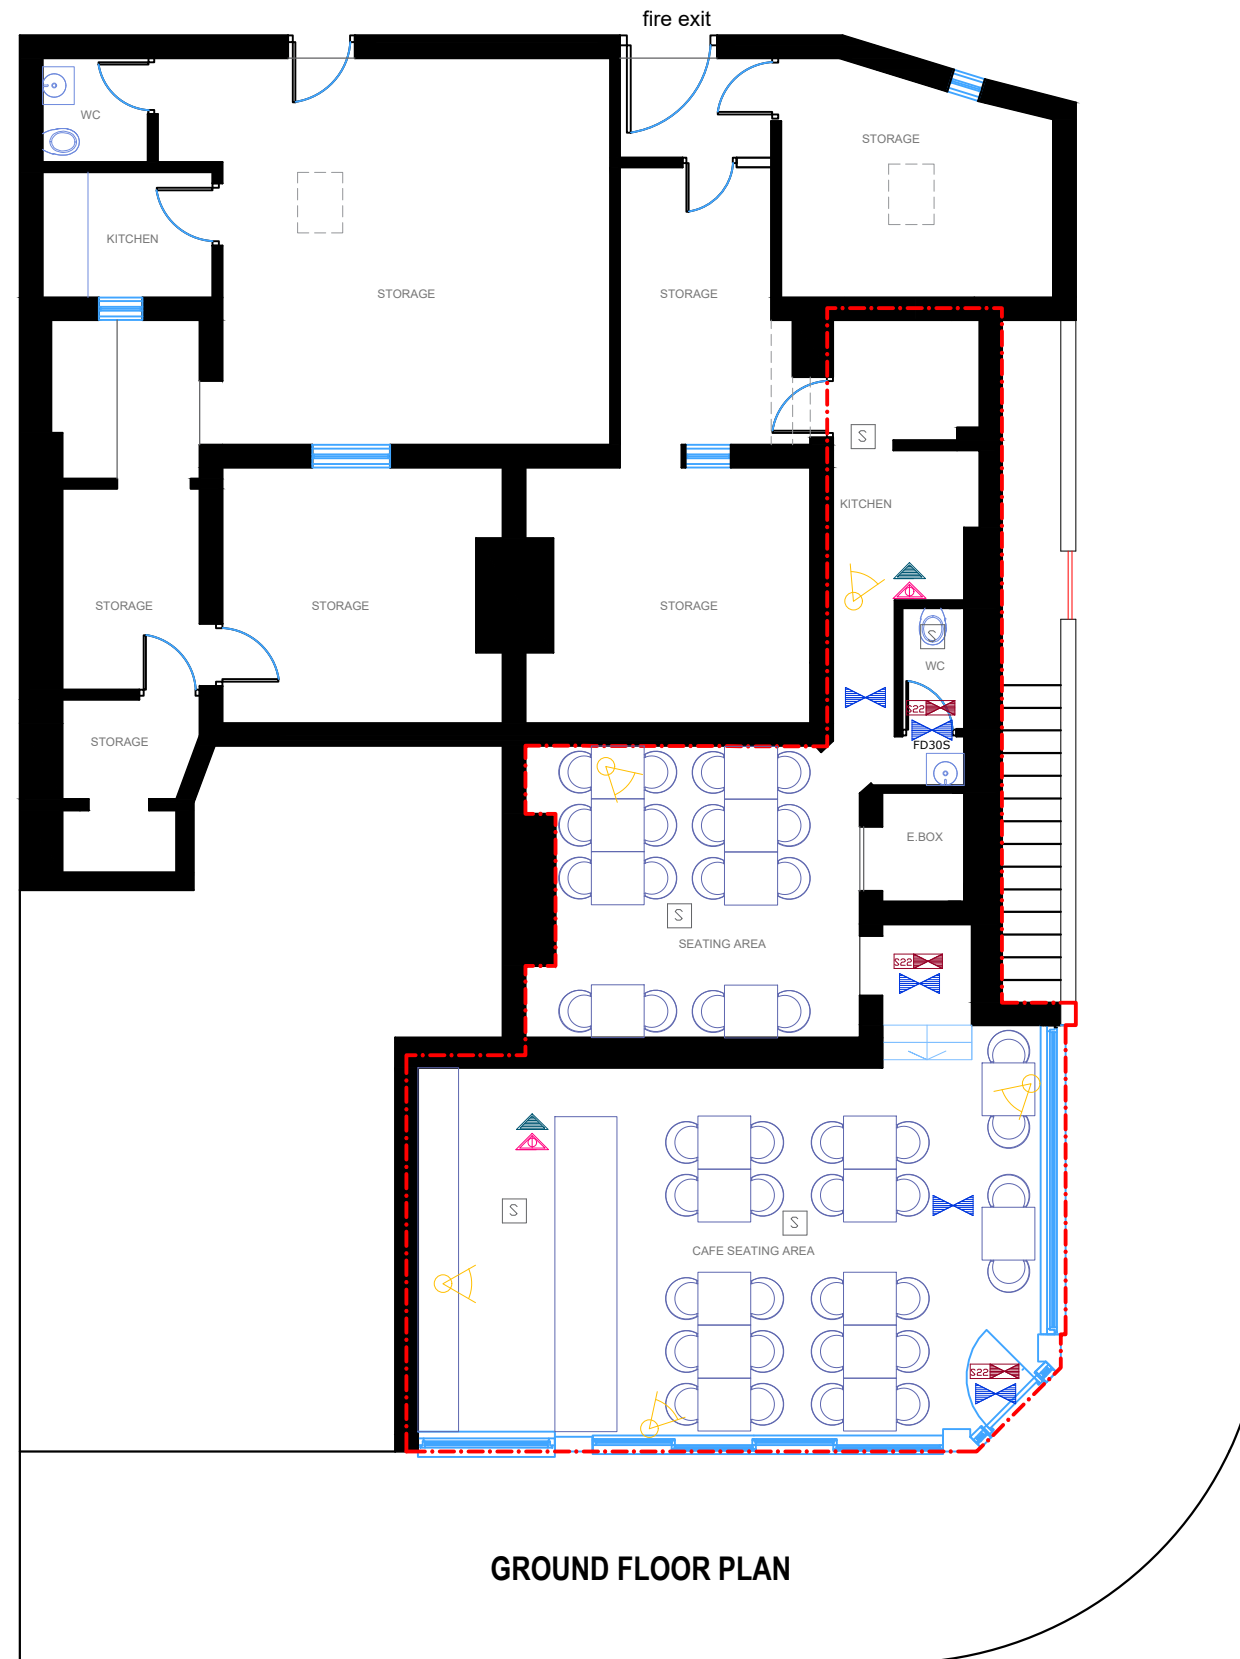 fire exit
WC
STORAGE
KITCHEN
STORAGE
STORAGE
KITCHEN
S
STORAGE
STORAGE
STORAGE
S
WC
S22
FD30S
STORAGE
E.BOX
S
SEATING AREA
S22
S
S
CAFE SEATING AREA
S22
GROUND FLOOR PLAN